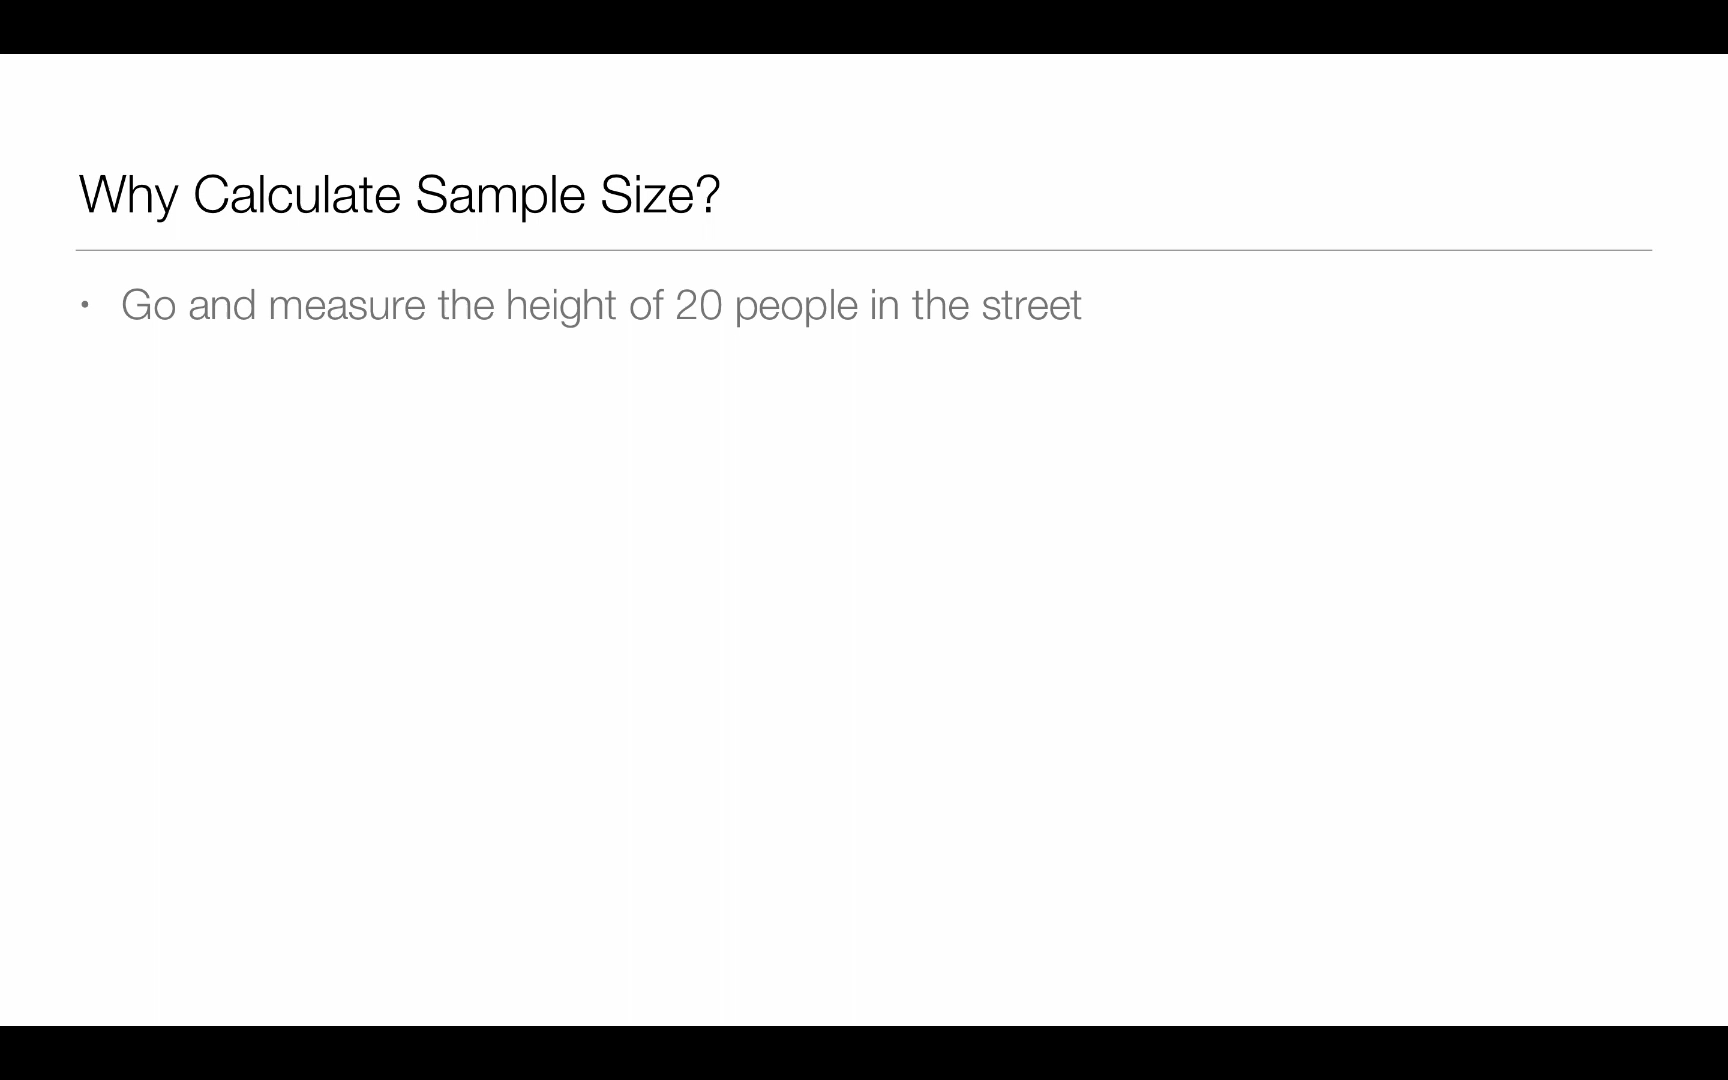 Why Calculate Sample Size?
• Go and measure the height of 20 people in the street